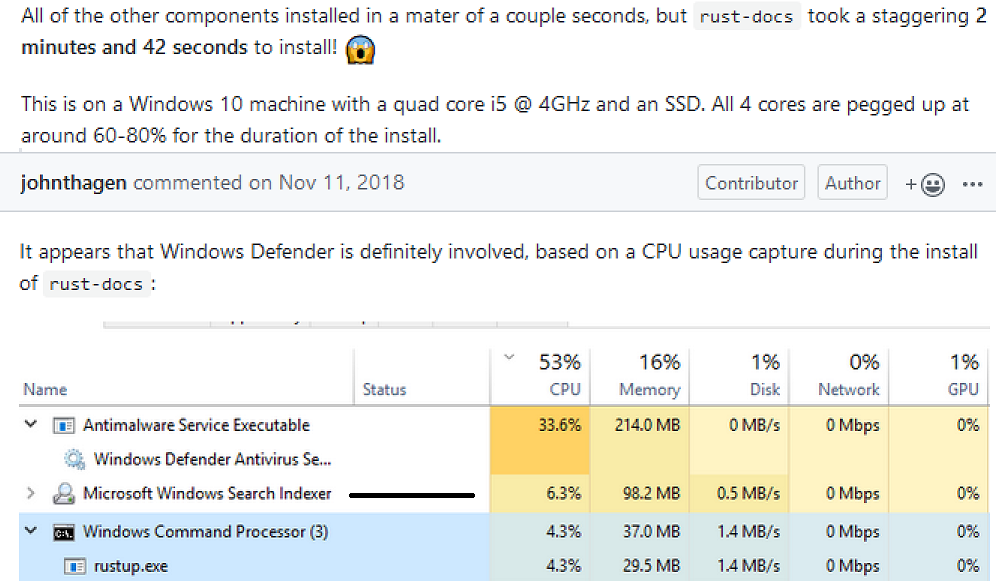 All of the other components installed in a mater of a couple seconds, but rust-docs took a staggering 2
minutes and 42 seconds to install!
This is on a Windows 10 machine with a quad core i5 @ 4GHz and an SSD. All 4 cores are pegged up at
around 60-80% for the duration of the install.
johnthagen commented on Nov 11, 2018 Contributor Author
It appears that Windows Defender is definitely involved, based on a CPU usage capture during the install
of rust-docs :
53% 16% 1% 0% 1%
Name Status CPU Memory Disk Network GPU
Antimalware Service Executable 33.6% 214.0 MB 0 MB/s 0 Mbps 0%
Windows Defender Antivirus Se...
Microsoft Windows Search Indexer 6.3% 98.2 MB 0.5 MB/s 0 Mbps 0%
Windows Command Processor (3) 4.3% 37.0 MB 1.4 MB/s 0 Mbps 0%
rustup.exe 4.3% 29.5 MB 1.4 MB/s 0 Mbps 0%